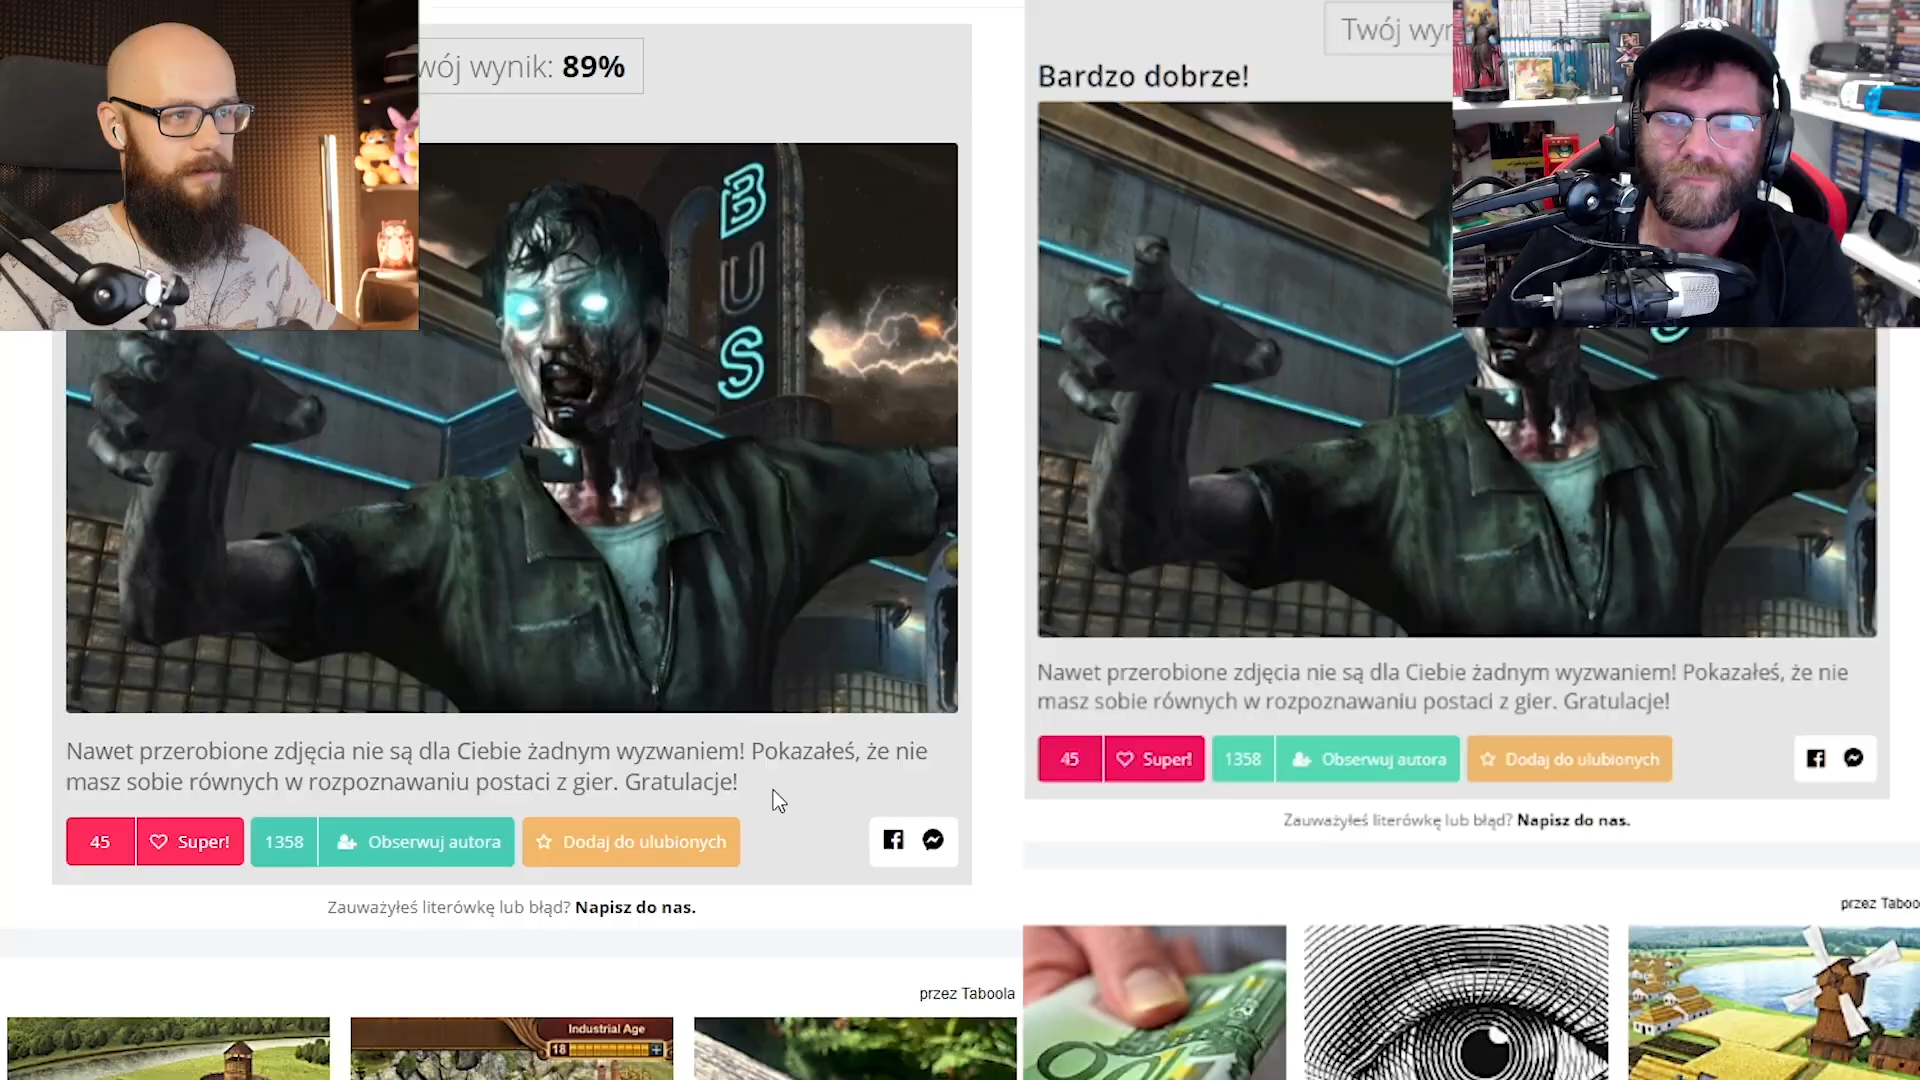 wój wynik: 89%
BUS
Nawet przerobione zdjęcia nie są dla Ciebie żadnym wyzwaniem! Pokazałeś, że nie
masz sobie równych w rozpoznawaniu postaci z gier. Gratulacje!
45 Super! 1358 Obserwuj autora Dodaj do ulubionych
Zauważyłeś literówkę lub błąd? Napisz do nas.
przez Taboola
Industrial Age
18
Twój wyn
Bardzo dobrze!
Nawet przerobione zdjęcia nie są dla Ciebie żadnym wyzwaniem! Pokazałeś, że nie
masz sobie równych w rozpoznawaniu postaci z gier. Gratulacje!
45 Super! 1358 Obserwuj autora Dodaj do ulubionych
Zauważyłeś literówkę lub błąd? Napisz do nas.
przez Taboo